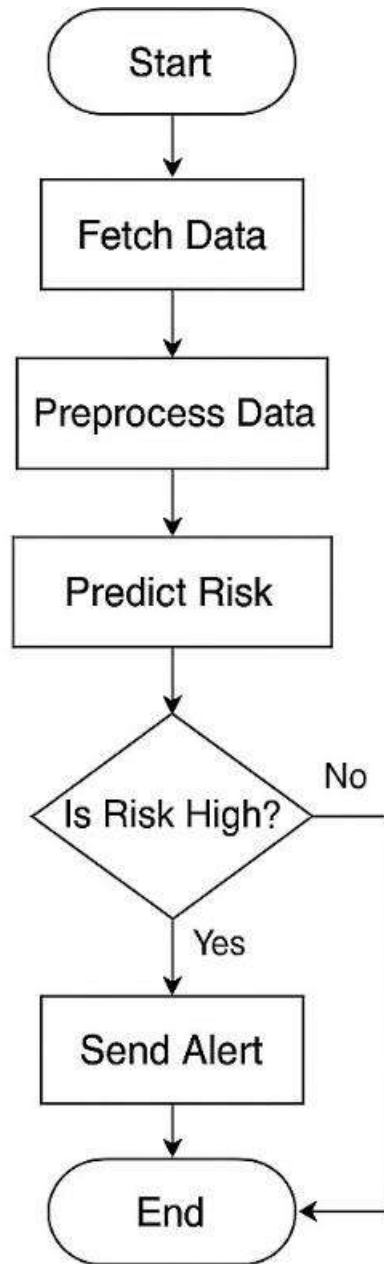 Start
Fetch Data
Preprocess Data
Predict Risk
Is Risk High?
No
Yes
Send Alert
End